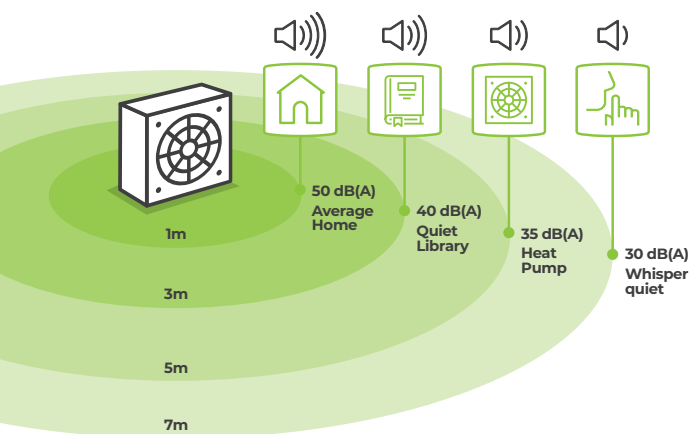 50 dB(A)
Average
Home
40 dB(A)
Quiet
Library
35 dB(A)
Heat
Pump
30 dB(A)
Whisper
quiet
1m
3m
5m
7m